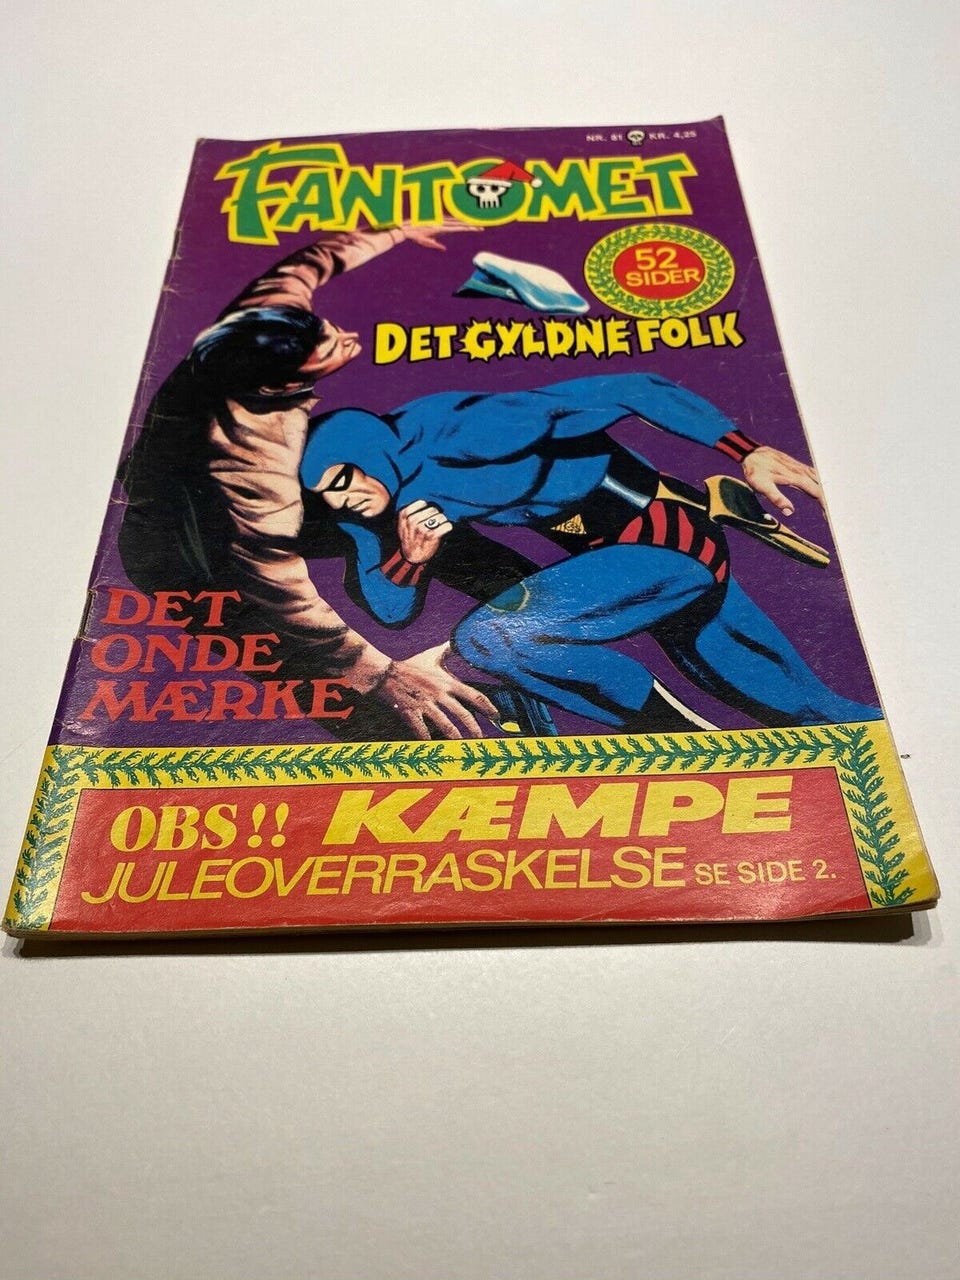 NR. 81 KR. 4,25
FANTOMET
52
SIDER
DET GYLDNE FOLK
DET
ONDE
MÆRKE
OBS!! KÆMPE
JULEOVERRASKELSE SE SIDE 2.